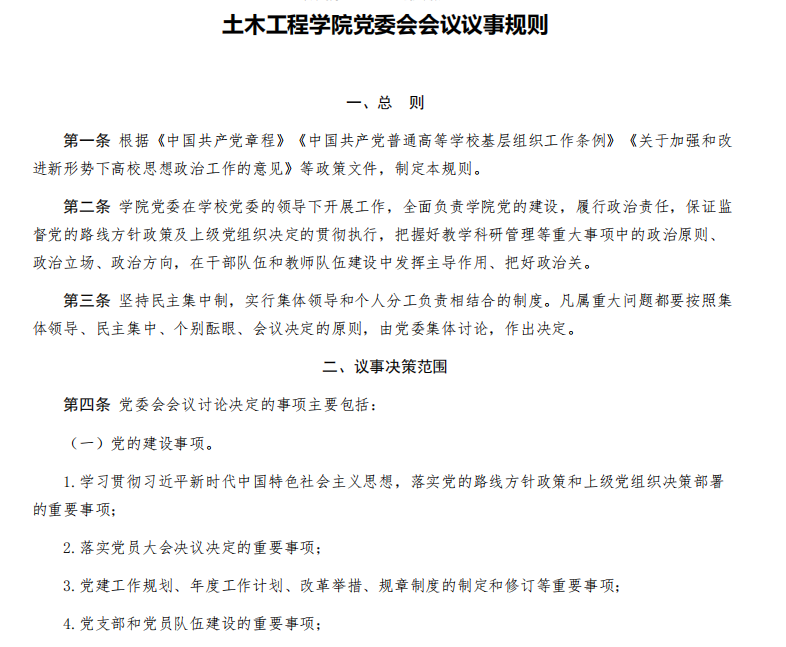 土木工程学院党委会会议议事规则
一、总　则
第一条 根据《中国共产党章程》《中国共产党普通高等学校基层组织工作条例》《关于加强和改
进新形势下高校思想政治工作的意见》等政策文件，制定本规则。
第二条 学院党委在学校党委的领导下开展工作，全面负责学院党的建设，履行政治责任，保证监
督党的路线方针政策及上级党组织决定的贯彻执行，把握好教学科研管理等重大事项中的政治原则、
政治立场、政治方向，在干部队伍和教师队伍建设中发挥主导作用、把好政治关。
第三条 坚持民主集中制，实行集体领导和个人分工负责相结合的制度。凡属重大问题都要按照集
体领导、民主集中、个别酝眼、会议决定的原则，由党委集体讨论，作出决定。
二、议事决策范围
第四条 党委会会议讨论决定的事项主要包括：
（一）党的建设事项。
1.学习贯彻习近平新时代中国特色社会主义思想，落实党的路线方针政策和上级党组织决策部署
的重要事项；
2.落实党员大会决议决定的重要事项；
3.党建工作规划、年度工作计划、改革举措、规章制度的制定和修订等重要事项；
4.党支部和党员队伍建设的重要事项；